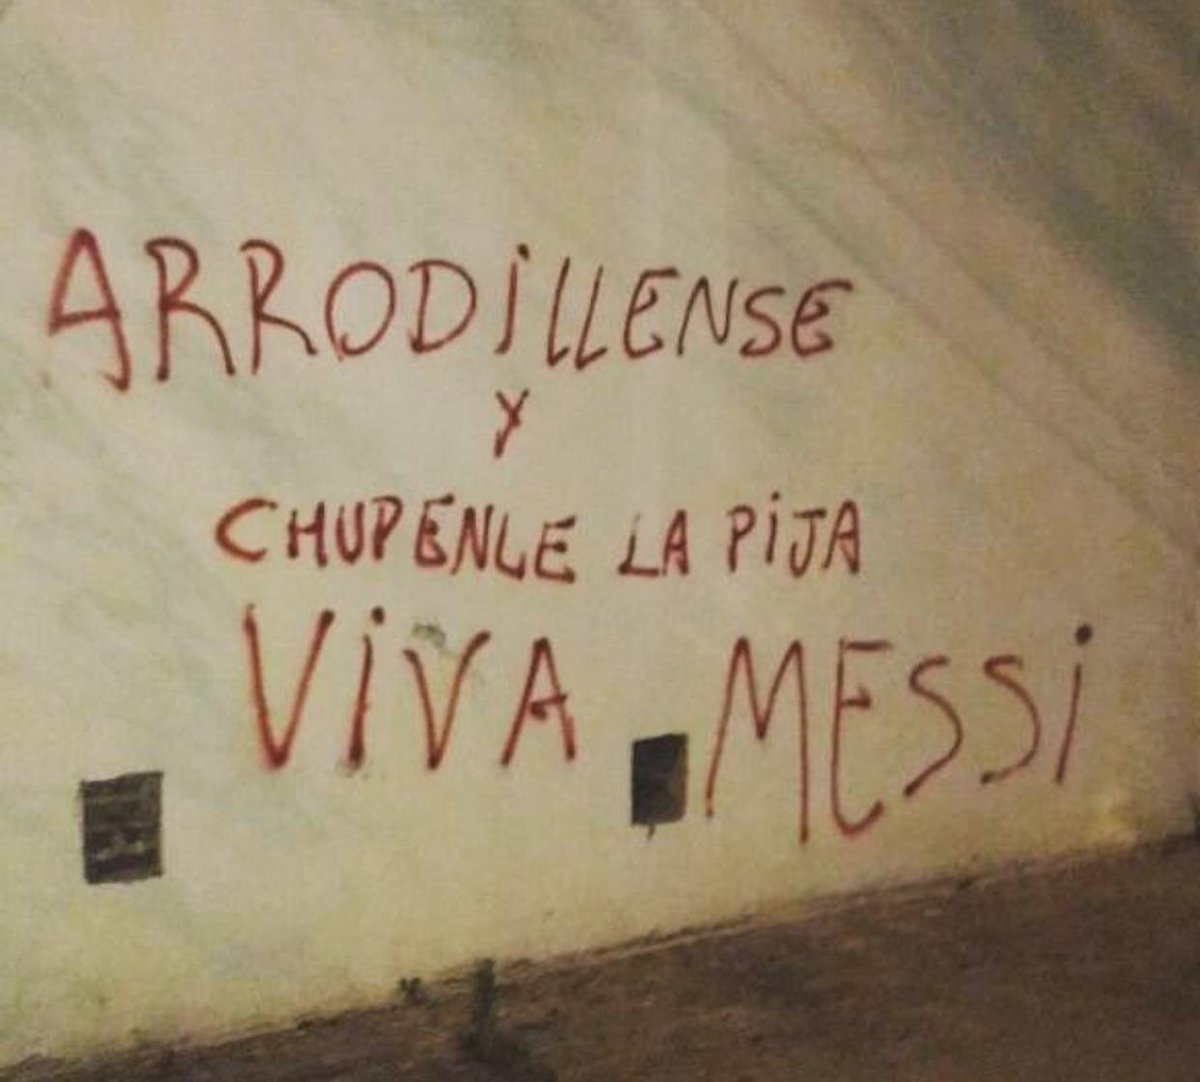 ARRODiLLENSE
Y
CHUPENLE LA PiJA
ViVA MESSi